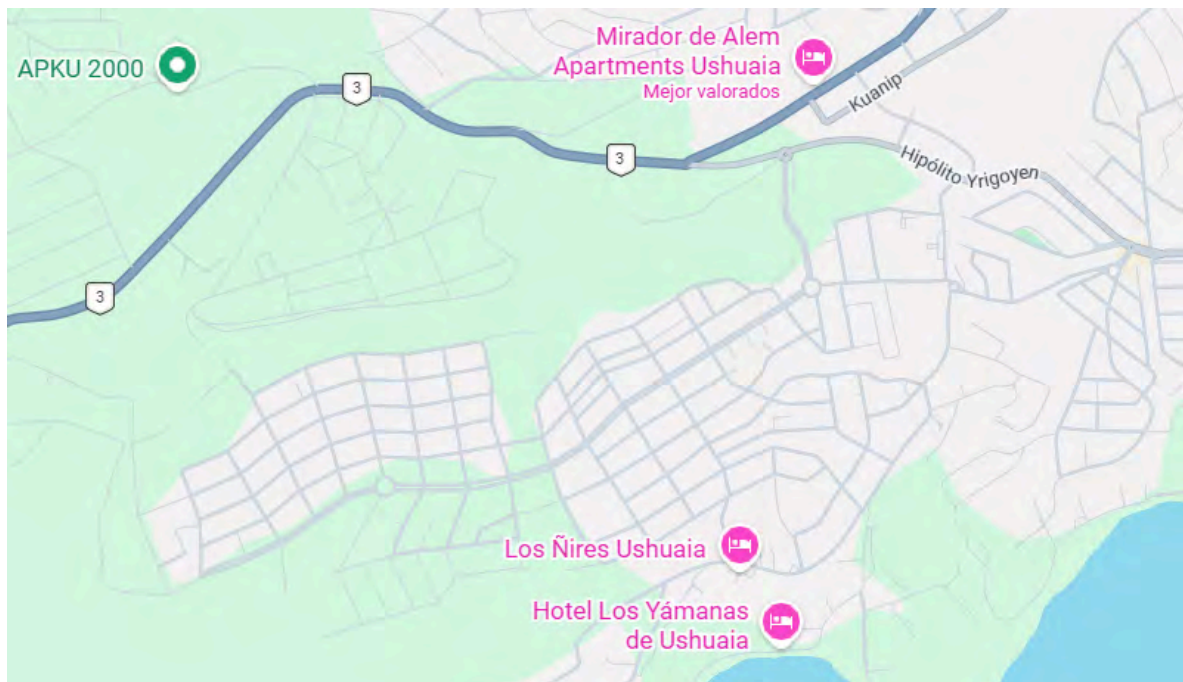 Mirador de Alem
Apartments Ushuaia
Mejor valorados
APKU 2000
3
Kuanip
3
Hipólito Yrigoyen
3
Los Ñires Ushuaia
Hotel Los Yámanas
de Ushuaia